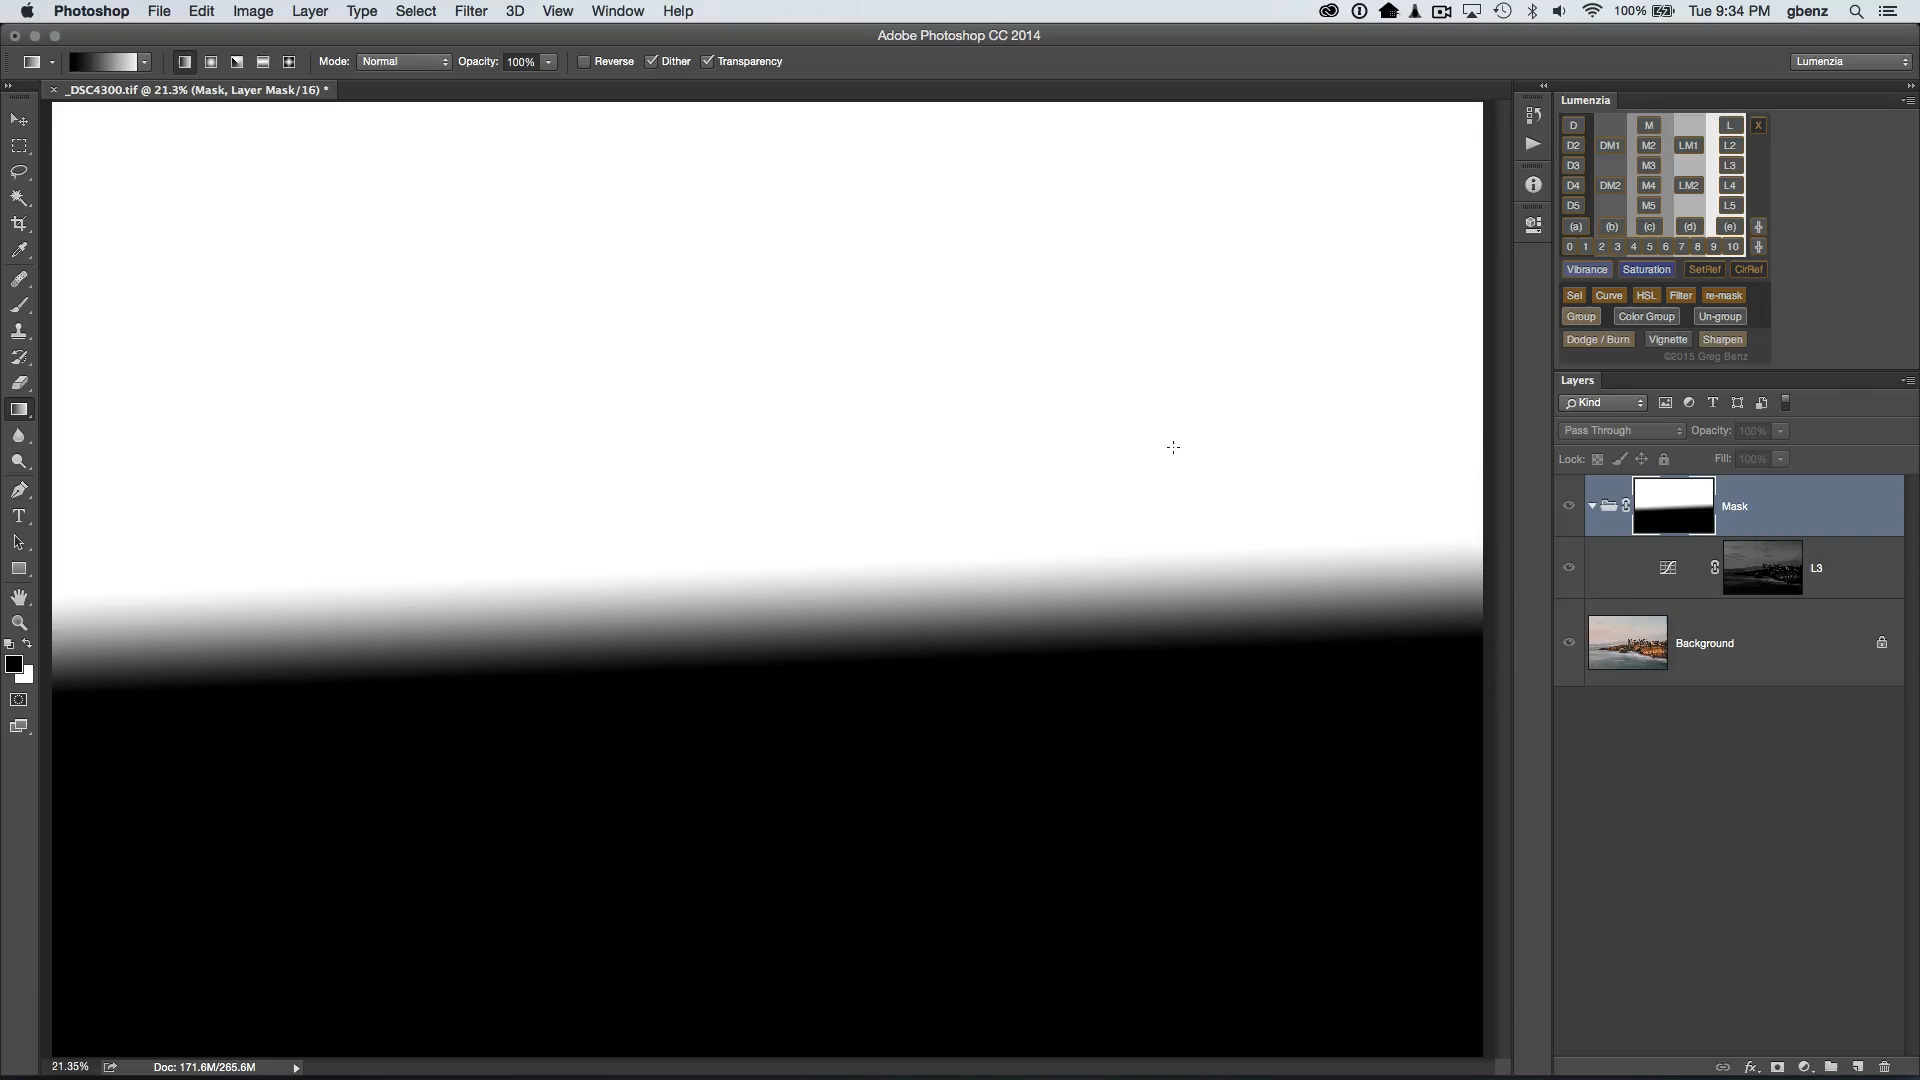 Photoshop File Edit Image Layer Type Select Filter 3D View Window Help 100% Tue 9:34 PM gbenz
Adobe Photoshop CC 2014
Mode: Normal Opacity: 100% Reverse Dither Transparency Lumenzia
_DSC4300.tif @ 21.3% (Mask, Layer Mask/16) *
Lumenzia
D M L X
D2 DM1 M2 LM1 L2
D3 M3 L3
D4 DM2 M4 LM2 L4
D5 M5 L5
(a) (b) (c) (d) (e)
0 1 2 3 4 5 6 7 8 9 10
Vibrance Saturation SetRef ClrRef
Sel Curve HSL Filter re-mask
Group Color Group Un-group
Dodge / Burn Vignette Sharpen
©2015 Greg Benz
Layers
Kind
Pass Through Opacity: 100%
Lock: Fill: 100%
Mask
L3
Background
21.35% Doc: 171.6M/265.6M